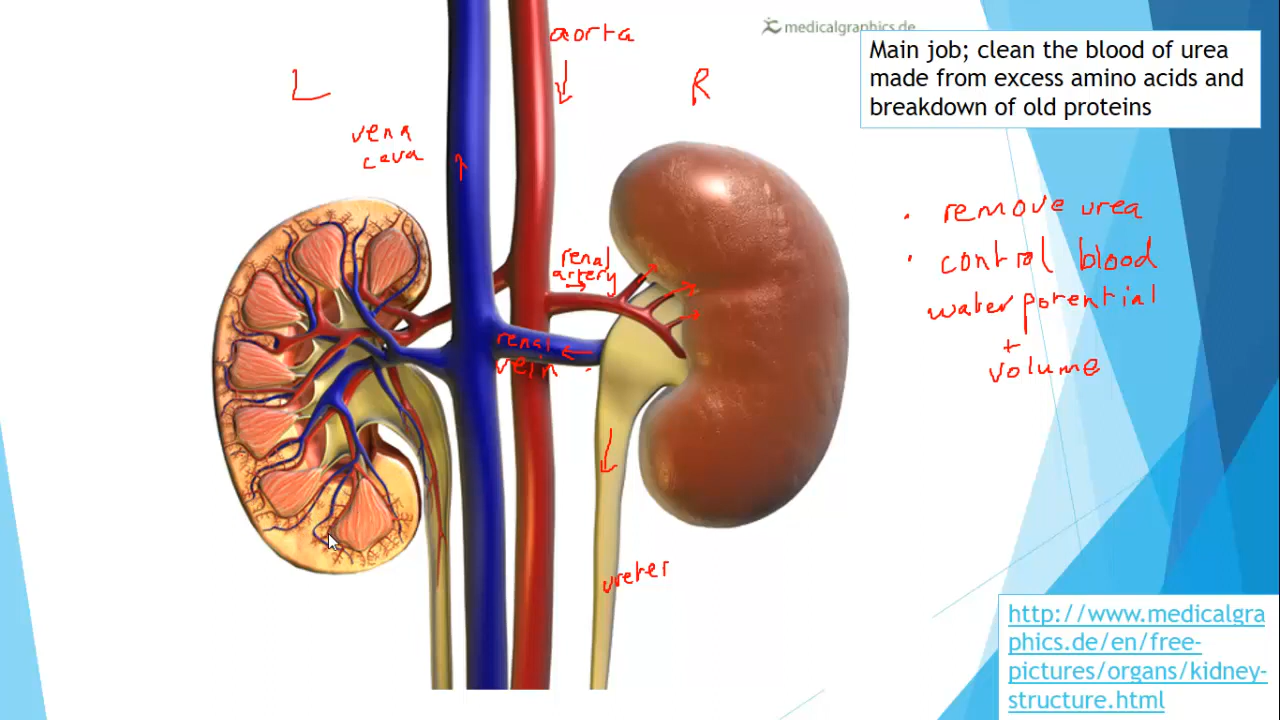 medicalgraphics.de
Main job; clean the blood of urea
made from excess amino acids and
breakdown of old proteins
aorta
L
R
vena
cava
renal
artery
renal
vein
ureter
• remove urea
• control blood
water potential
+
volume
http://www.medicalgra
phics.de/en/free-
pictures/organs/kidney-
structure.html